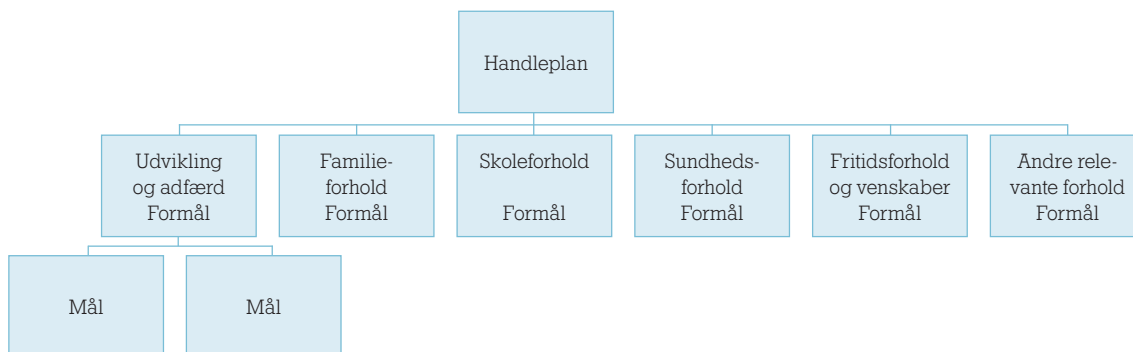 Handleplan
Udvikling
og adfærd
Formål
Familie-
forhold
Formål
Skoleforhold
Formål
Sundheds-
forhold
Formål
Fritidsforhold
og venskaber
Formål
Andre rele-
vante forhold
Formål
Mål
Mål